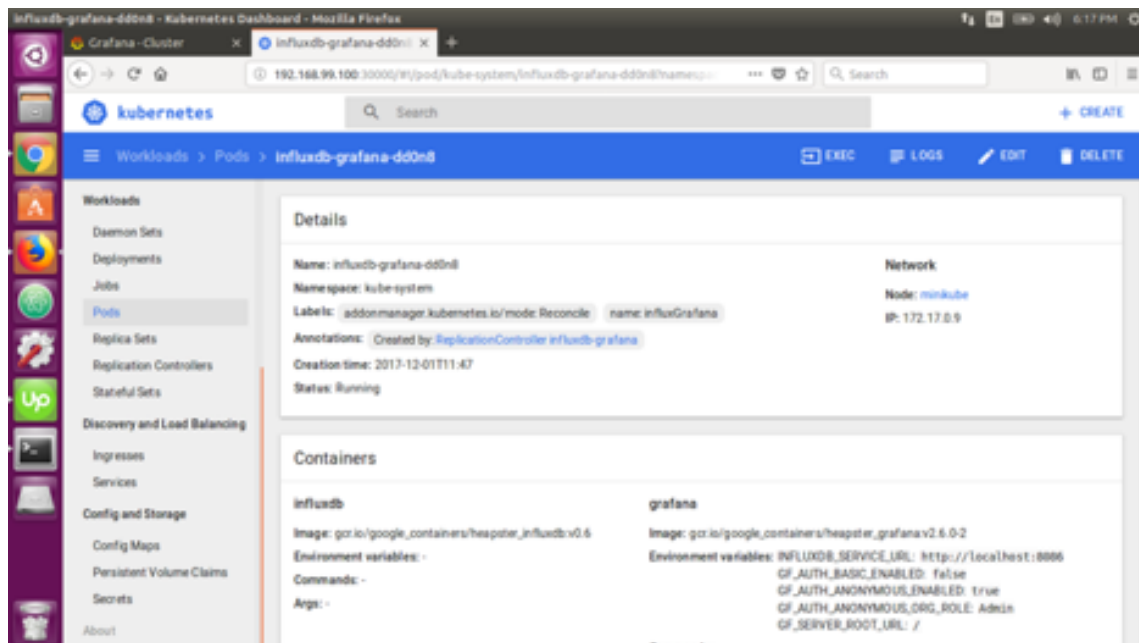 influxdb-grafana-dd0n8 - Kubernetes Dashboard - Mozilla Firefox
En
6:17 PM
Grafana - Cluster
influxdb-grafana-dd0n8
192.168.99.100:30000/#!/pod/kube-system/influxdb-grafana-dd0n8?namespa
Search
kubernetes
Search
+ CREATE
Workloads > Pods > influxdb-grafana-dd0n8
EXEC
LOGS
EDIT
DELETE
Workloads
Daemon Sets
Deployments
Jobs
Pods
Replica Sets
Replication Controllers
Stateful Sets
Discovery and Load Balancing
Ingresses
Services
Config and Storage
Config Maps
Persistent Volume Claims
Secrets
About
Up
Details
Name: influxdb-grafana-dd0n8
Namespace: kube-system
Labels: addonmanager.kubernetes.io/mode: Reconcile name: influxGrafana
Annotations: Created by: ReplicationController influxdb-grafana
Creation time: 2017-12-01T11:47
Status: Running
Network
Node: minikube
IP: 172.17.0.9
Containers
influxdb
Image: gcr.io/google_containers/heapster_influxdb:v0.6
Environment variables: -
Commands: -
Args: -
grafana
Image: gcr.io/google_containers/heapster_grafana:v2.6.0-2
Environment variables: INFLUXDB_SERVICE_URL: http://localhost:8086
GF_AUTH_BASIC_ENABLED: false
GF_AUTH_ANONYMOUS_ENABLED: true
GF_AUTH_ANONYMOUS_ORG_ROLE: Admin
GF_SERVER_ROOT_URL: /